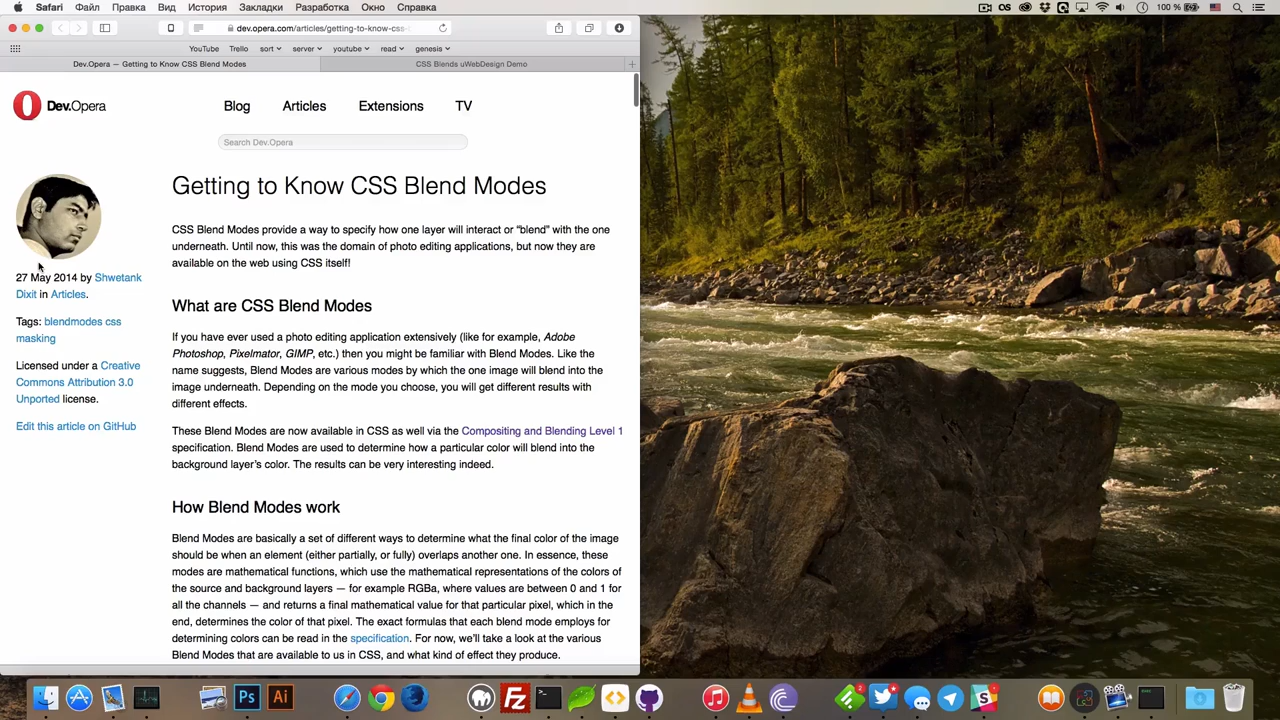 Safari Файл Правка Вид История Закладки Разработка Окно Справка
100 %
dev.opera.com/articles/getting-to-know-css-
YouTube Trello sort server youtube read genesis
Dev.Opera — Getting to Know CSS Blend Modes
CSS Blends uWebDesign Demo
Dev.Opera
Blog Articles Extensions TV
Search Dev.Opera
Getting to Know CSS Blend Modes
27 May 2014 by Shwetank
Dixit in Articles.
Tags: blendmodes css
masking
Licensed under a Creative
Commons Attribution 3.0
Unported license.
Edit this article on GitHub
CSS Blend Modes provide a way to specify how one layer will interact or “blend” with the one
underneath. Until now, this was the domain of photo editing applications, but now they are
available on the web using CSS itself!
What are CSS Blend Modes
If you have ever used a photo editing application extensively (like for example, Adobe
Photoshop, Pixelmator, GIMP, etc.) then you might be familiar with Blend Modes. Like the
name suggests, Blend Modes are various modes by which the one image will blend into the
image underneath. Depending on the mode you choose, you will get different results with
different effects.
These Blend Modes are now available in CSS as well via the Compositing and Blending Level 1
specification. Blend Modes are used to determine how a particular color will blend into the
background layer’s color. The results can be very interesting indeed.
How Blend Modes work
Blend Modes are basically a set of different ways to determine what the final color of the image
should be when an element (either partially, or fully) overlaps another one. In essence, these
modes are mathematical functions, which use the mathematical representations of the colors of
the source and background layers — for example RGBa, where values are between 0 and 1 for
all the channels — and returns a final mathematical value for that particular pixel, which in the
end, determines the color of that pixel. The exact formulas that each blend mode employs for
determining colors can be read in the specification. For now, we’ll take a look at the various
Blend Modes that are available to us in CSS, and what kind of effect they produce.
Ps Ai Fz